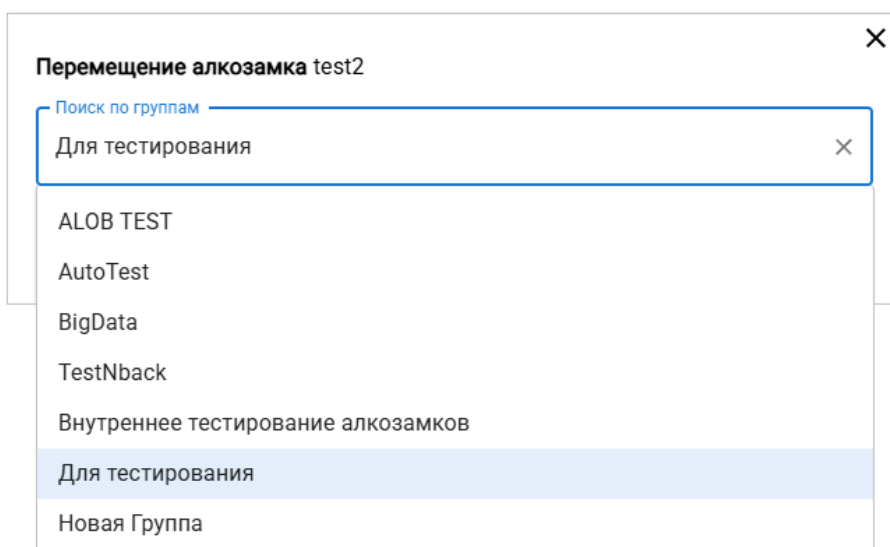 Перемещение алкозамка test2
Поиск по группам
Для тестирования
ALOB TEST
AutoTest
BigData
TestNback
Внутреннее тестирование алкозамков
Для тестирования
Новая Группа